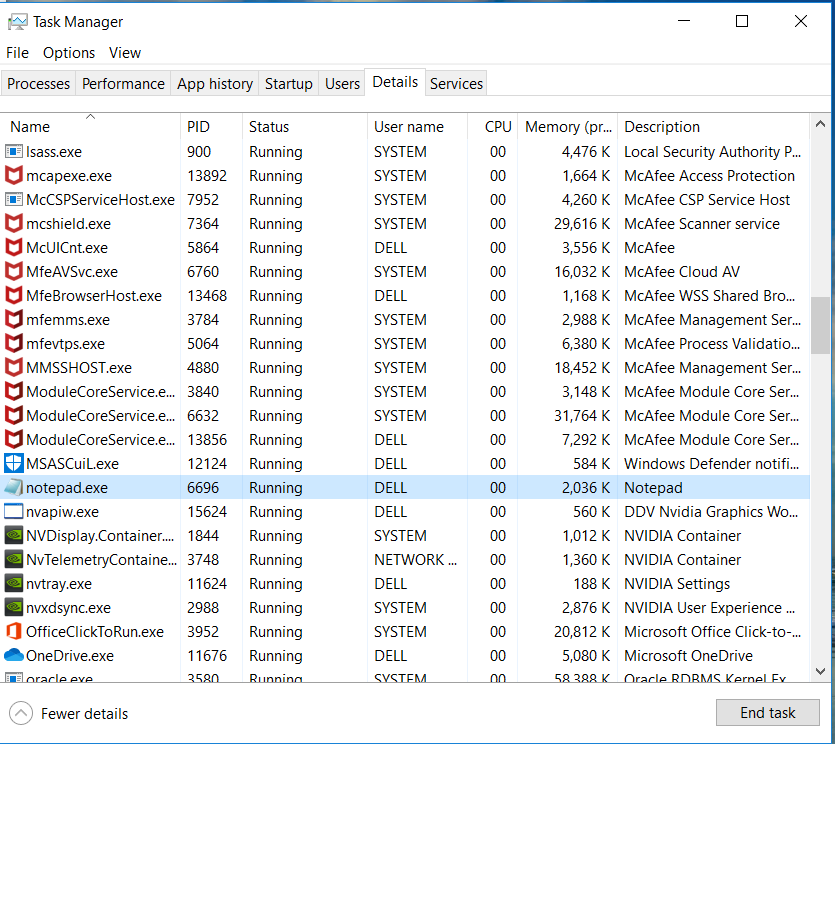 Task Manager
File Options View
Processes Performance App history Startup Users Details Services
Name PID Status User name CPU Memory (pr... Description
lsass.exe 900 Running SYSTEM 00 4,476 K Local Security Authority P...
mcapexe.exe 13892 Running SYSTEM 00 1,664 K McAfee Access Protection
McCSPServiceHost.exe 7952 Running SYSTEM 00 4,260 K McAfee CSP Service Host
mcshield.exe 7364 Running SYSTEM 00 29,616 K McAfee Scanner service
McUICnt.exe 5864 Running DELL 00 3,556 K McAfee
MfeAVSvc.exe 6760 Running SYSTEM 00 16,032 K McAfee Cloud AV
MfeBrowserHost.exe 13468 Running DELL 00 1,168 K McAfee WSS Shared Bro...
mfemms.exe 3784 Running SYSTEM 00 2,988 K McAfee Management Ser...
mfevtps.exe 5064 Running SYSTEM 00 6,380 K McAfee Process Validatio...
MMSSHOST.exe 4880 Running SYSTEM 00 18,452 K McAfee Management Ser...
ModuleCoreService.e... 3840 Running SYSTEM 00 3,148 K McAfee Module Core Ser...
ModuleCoreService.e... 6632 Running SYSTEM 00 31,764 K McAfee Module Core Ser...
ModuleCoreService.e... 13856 Running DELL 00 7,292 K McAfee Module Core Ser...
MSASCuiL.exe 12124 Running DELL 00 584 K Windows Defender notifi...
notepad.exe 6696 Running DELL 00 2,036 K Notepad
nvapiw.exe 15624 Running DELL 00 560 K DDV Nvidia Graphics Wo...
NVDisplay.Container.... 1844 Running SYSTEM 00 1,012 K NVIDIA Container
NvTelemetryContaine... 3748 Running NETWORK ... 00 1,360 K NVIDIA Container
nvtray.exe 11624 Running DELL 00 188 K NVIDIA Settings
nvxdsync.exe 2988 Running SYSTEM 00 2,876 K NVIDIA User Experience ...
OfficeClickToRun.exe 3952 Running SYSTEM 00 20,812 K Microsoft Office Click-to-...
OneDrive.exe 11676 Running DELL 00 5,080 K Microsoft OneDrive
oracle.exe 3580 Running SYSTEM 00 58,388 K Oracle RDBMS Kernel Ex...
Fewer details
End task